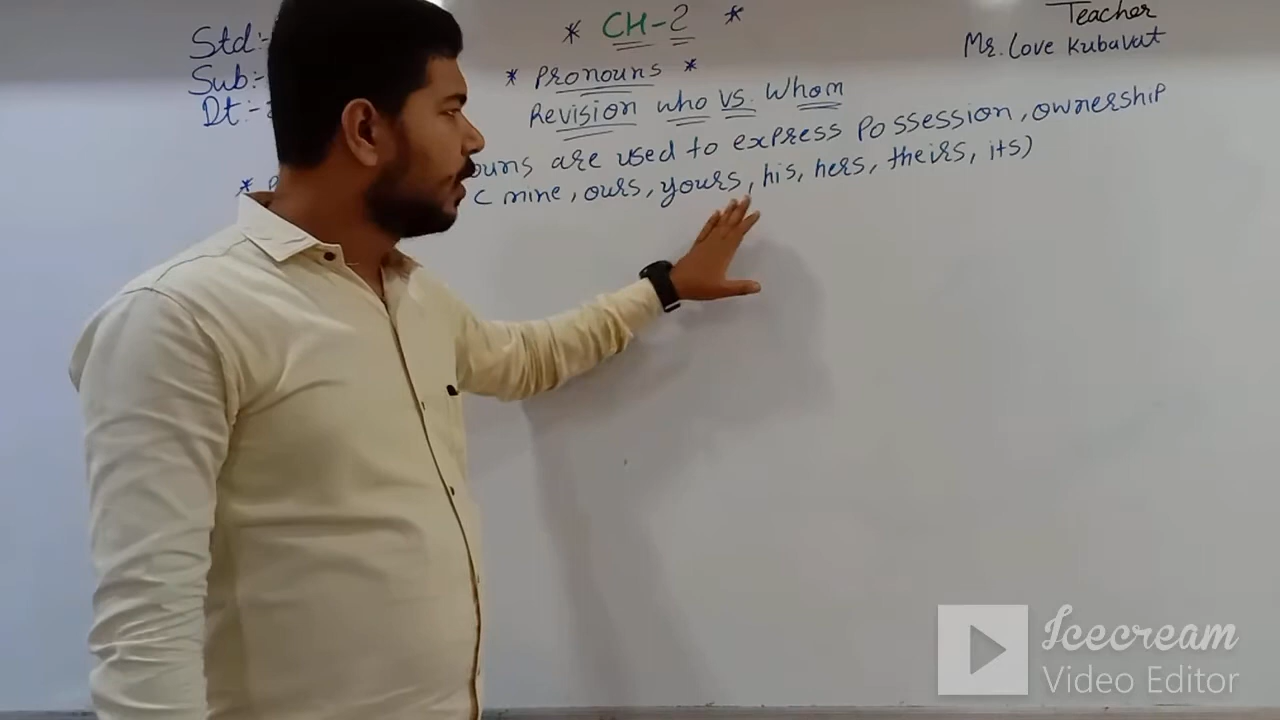 Std:-
Sub:-
Dt:-
* CH-2 *
* Pronouns *
Revision who vs. Whom
Teacher
Mr. Love Kubavat
ouns are used to express Possession, ownership
( mine, ours, yours, his, hers, theirs, its)
Icecream
Video Editor